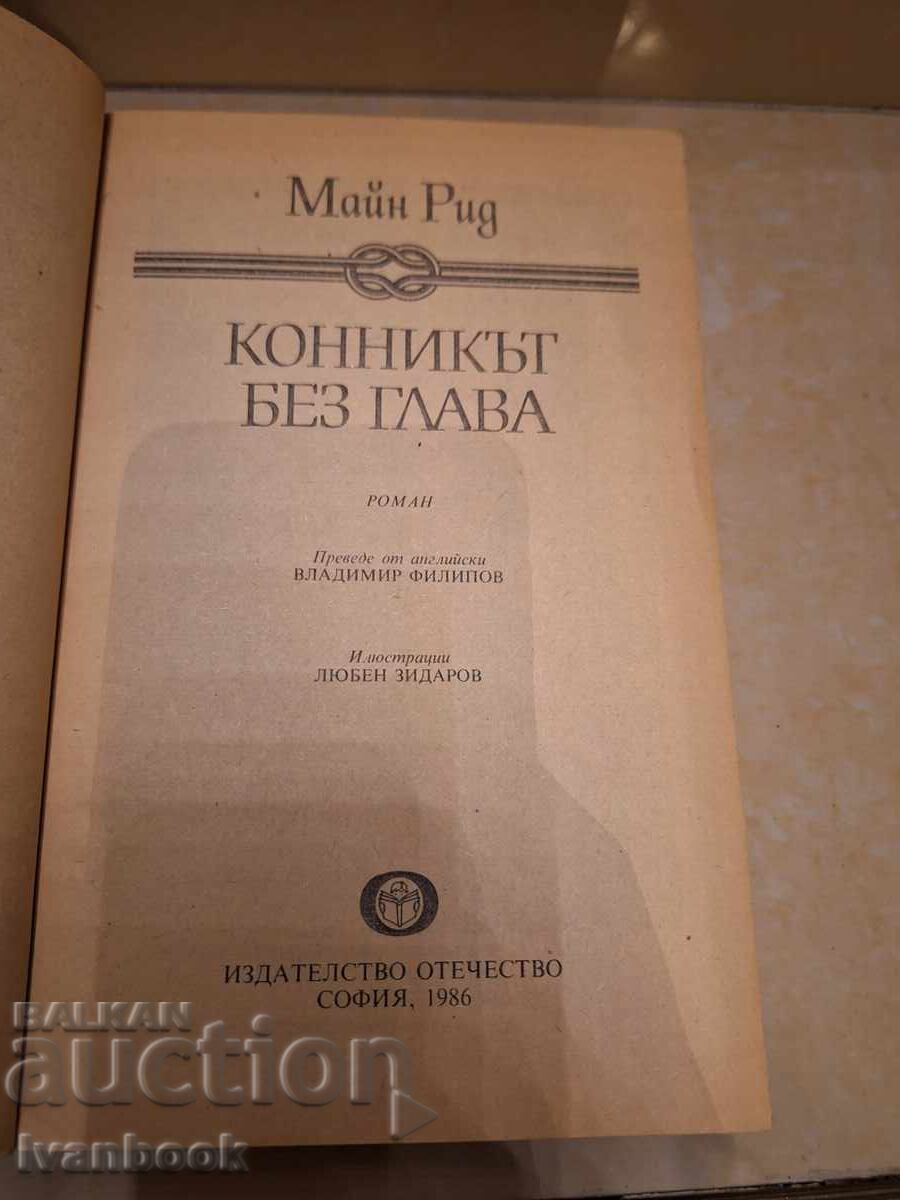 Майн Рид
КОННИКЪТ
БЕЗ ГЛАВА
РОМАН
Преведе от английски
ВЛАДИМИР ФИЛИПОВ
Илюстрации
ЛЮБЕН ЗИДАРОВ
ИЗДАТЕЛСТВО ОТЕЧЕСТВО
СОФИЯ, 1986
BALKAN
auction
Ivanbook